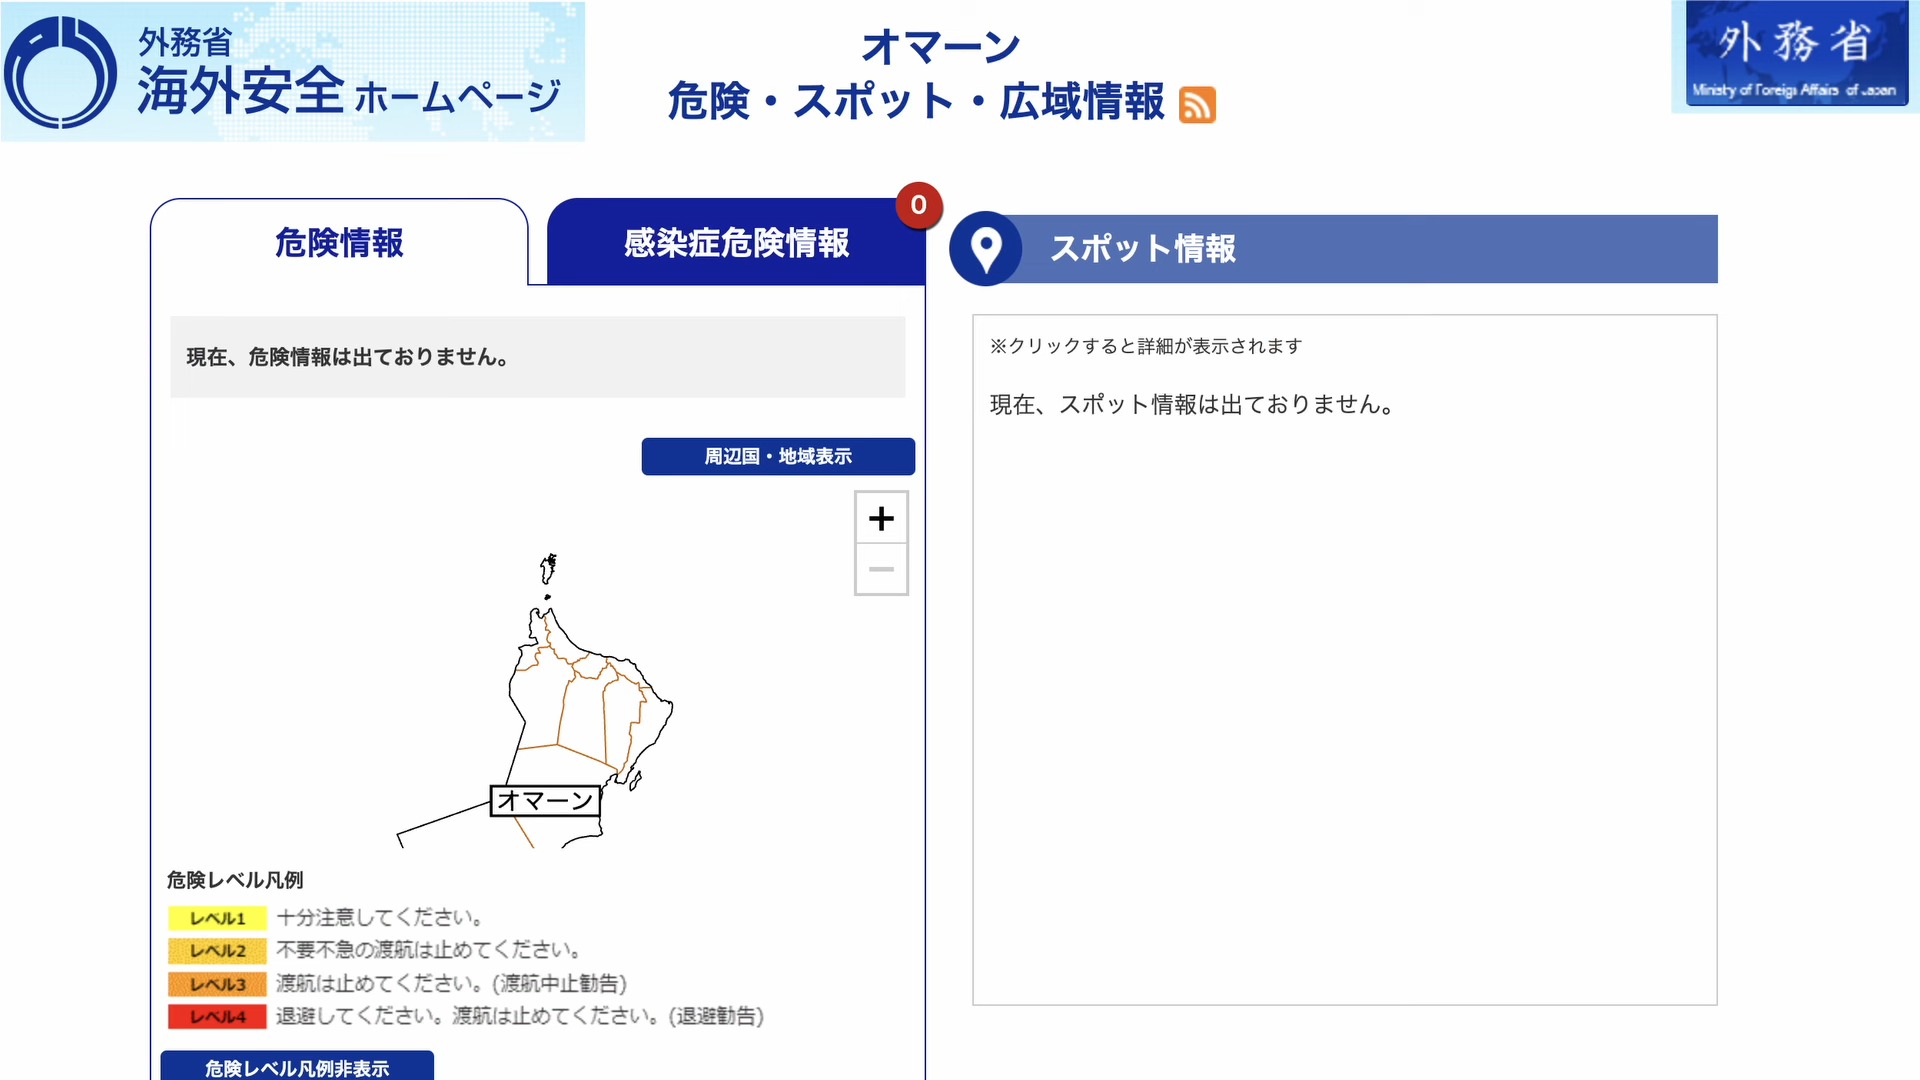 外務省
海外安全ホームページ
オマーン
危険・スポット・広域情報
外務省
Ministry of Foreign Affairs of Japan
危険情報
感染症危険情報
0
スポット情報
現在、危険情報は出ておりません。
※クリックすると詳細が表示されます
現在、スポット情報は出ておりません。
周辺国・地域表示
+
−
オマーン
危険レベル凡例
レベル1 十分注意してください。
レベル2 不要不急の渡航は止めてください。
レベル3 渡航は止めてください。(渡航中止勧告)
レベル4 退避してください。渡航は止めてください。(退避勧告)
危険レベル凡例非表示